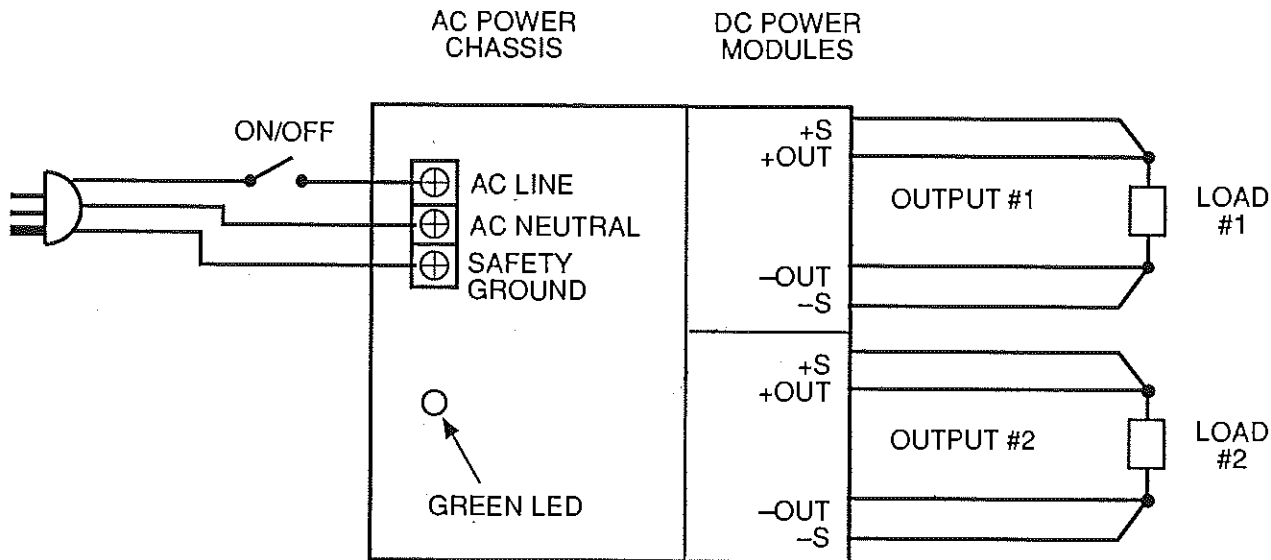 AC POWER
CHASSIS
DC POWER
MODULES
ON/OFF
AC LINE
AC NEUTRAL
SAFETY
GROUND
GREEN LED
+S
+OUT
OUTPUT #1
–OUT
–S
LOAD
#1
+S
+OUT
OUTPUT #2
–OUT
–S
LOAD
#2